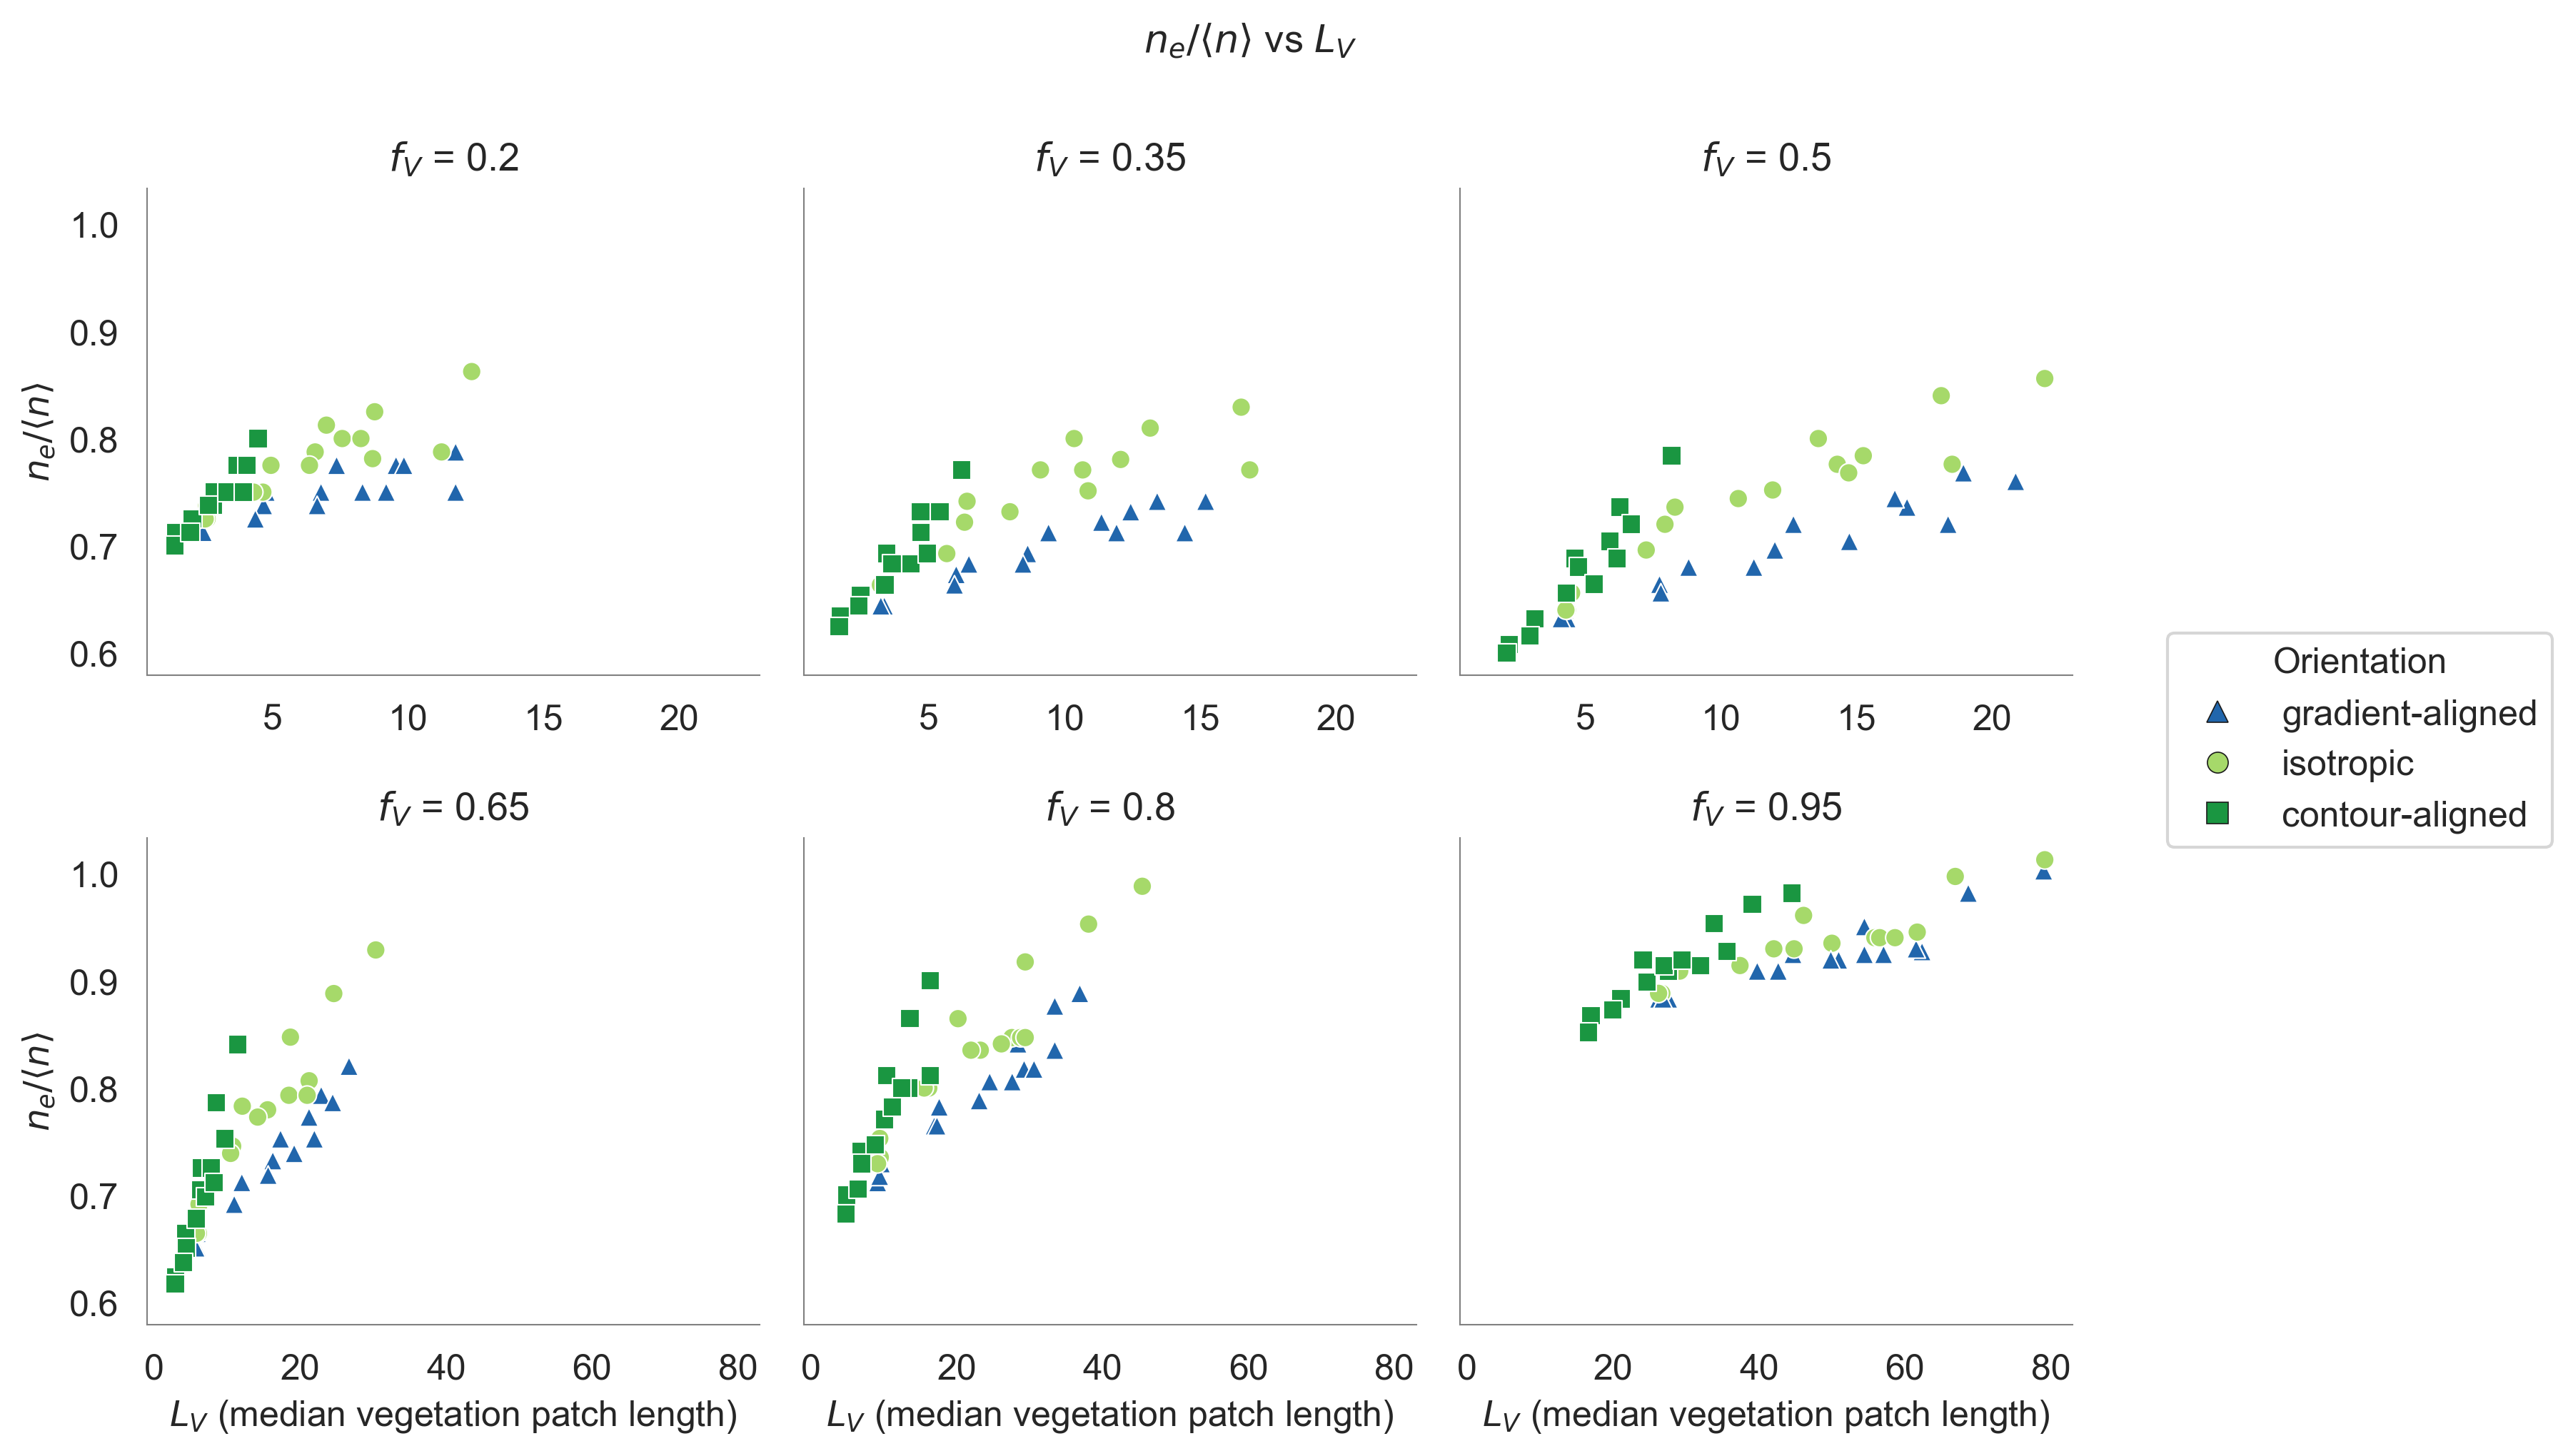 n_e/⟨n⟩ vs L_V
f_V = 0.2
f_V = 0.35
f_V = 0.5
n_e/⟨n⟩
1.0
0.9
0.8
0.7
0.6
5 10 15 20
5 10 15 20
5 10 15 20
Orientation
gradient-aligned
isotropic
contour-aligned
f_V = 0.65
f_V = 0.8
f_V = 0.95
n_e/⟨n⟩
1.0
0.9
0.8
0.7
0.6
0 20 40 60 80
0 20 40 60 80
0 20 40 60 80
L_V (median vegetation patch length)
L_V (median vegetation patch length)
L_V (median vegetation patch length)